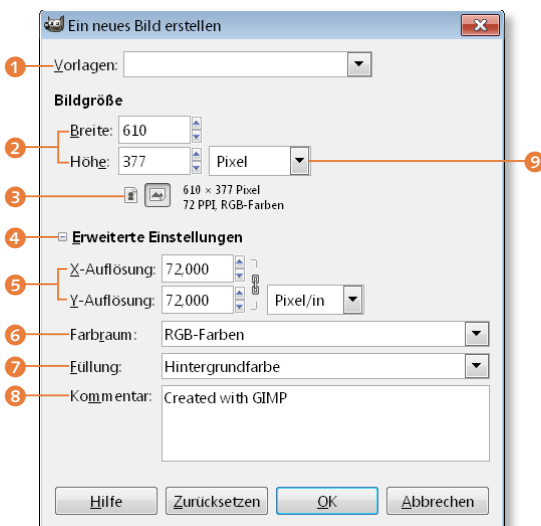 Ein neues Bild erstellen
1 Vorlagen:
Bildgröße
2 Breite: 610
Höhe: 377 Pixel 9
3 610 × 377 Pixel
72 PPI, RGB-Farben
4 Erweiterte Einstellungen
5 X-Auflösung: 72,000
Y-Auflösung: 72,000 Pixel/in
6 Farbraum: RGB-Farben
7 Füllung: Hintergrundfarbe
8 Kommentar: Created with GIMP
Hilfe Zurücksetzen OK Abbrechen